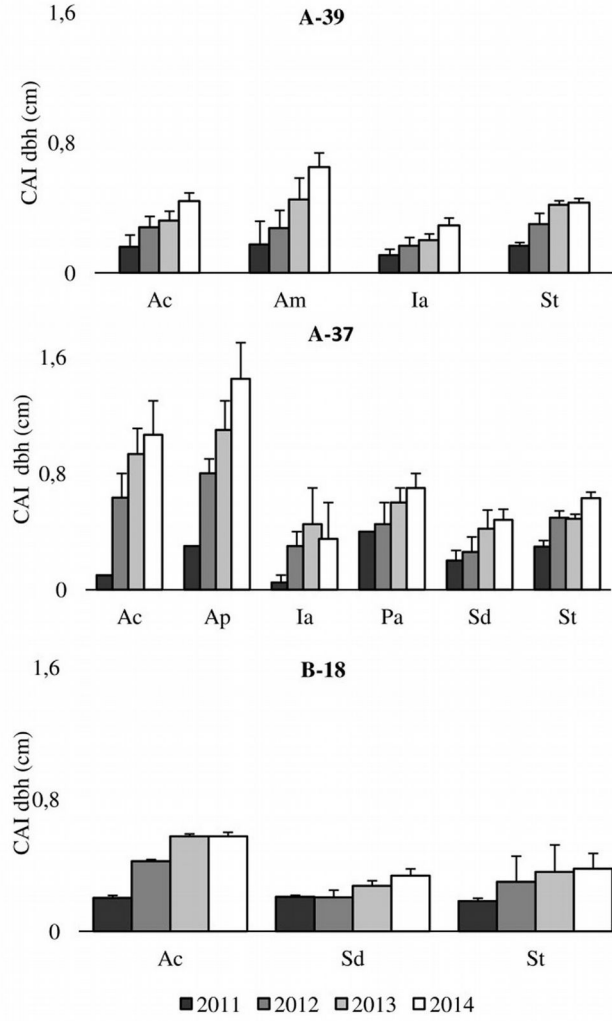 A-39
1,6
0,8
0
CAI dbh (cm)
Ac Am Ia St
A-37
1,6
0,8
0
CAI dbh (cm)
Ac Ap Ia Pa Sd St
B-18
1,6
0,8
0
CAI dbh (cm)
Ac Sd St
2011 2012 2013 2014